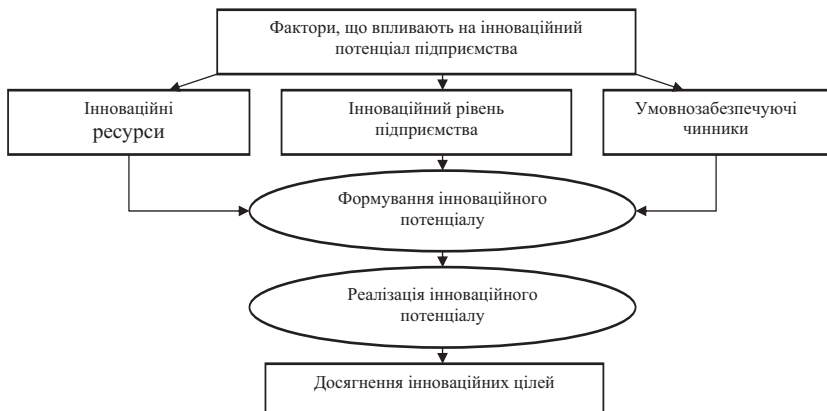 Фактори, що впливають на інноваційний
потенціал підприємства
Інноваційні
ресурси
Інноваційний рівень
підприємства
Умовнозабезпечуючі
чинники
Формування інноваційного
потенціалу
Реалізація інноваційного
потенціалу
Досягнення інноваційних цілей